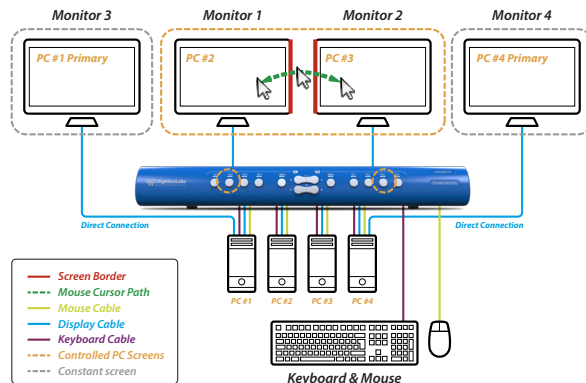 Monitor 3
Monitor 1
Monitor 2
Monitor 4
PC #1 Primary
PC #2
PC #3
PC #4 Primary
Direct Connection
Direct Connection
PC #1
PC #2
PC #3
PC #4
Screen Border
Mouse Cursor Path
Mouse Cable
Display Cable
Keyboard Cable
Controlled PC Screens
Constant screen
Keyboard & Mouse